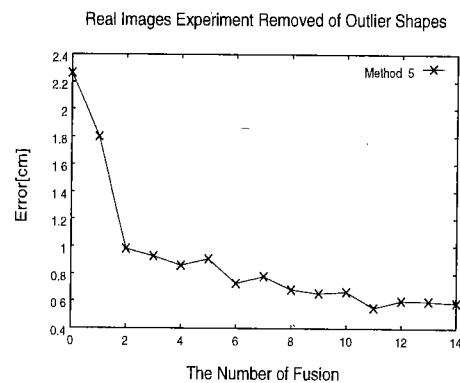 Real Images Experiment Removed of Outlier Shapes
2.4
2.2
2
1.8
1.6
1.4
1.2
1
0.8
0.6
0.4
Error[cm]
Method 5
0 2 4 6 8 10 12 14
The Number of Fusion